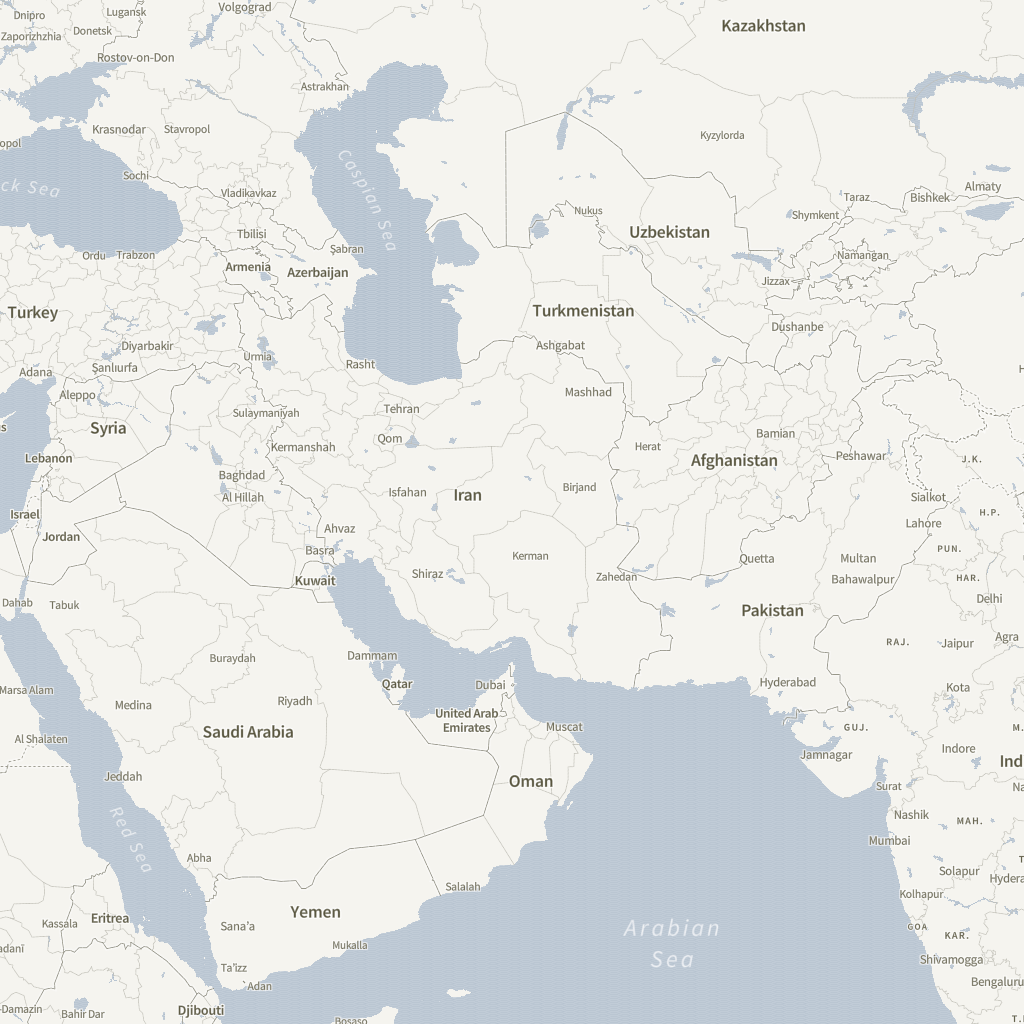 Dnipro
Lugansk
Volgograd
Kazakhstan
Zaporizhzhia
Donetsk
Rostov-on-Don
Astrakhan
Krasnodar
Stavropol
Kyzylorda
opol
Sochi
Caspian Sea
ck Sea
Vladikavkaz
Taraz
Bishkek
Almaty
Nukus
Shymkent
Tbilisi
Uzbekistan
Ordu
Trabzon
Şabran
Namangan
Armenia
Azerbaijan
Jizzax
Turkey
Turkmenistan
Dushanbe
Diyarbakir
Ashgabat
Urmia
Rasht
Şanlıurfa
Adana
Aleppo
Mashhad
Tehran
Sulaymaniyah
Syria
Qom
Bamian
Kermanshah
Herat
Lebanon
Afghanistan
Peshawar
J.K.
Baghdad
Isfahan
Iran
Birjand
Al Hillah
Sialkot
Israel
H.P.
Ahvaz
Lahore
Jordan
Basra
Kerman
Quetta
Multan
PUN.
Kuwait
Shiraz
Zahedan
Bahawalpur
HAR.
Dahab
Tabuk
Pakistan
Delhi
RAJ.
Jaipur
Agra
Buraydah
Dammam
Marsa Alam
Qatar
Dubai
Hyderabad
Kota
Medina
Riyadh
United Arab
Emirates
Muscat
GUJ.
Saudi Arabia
Al Shalaten
Jamnagar
Indore
Ind
Jeddah
Oman
Surat
Red Sea
Nashik
MAH.
Mumbai
Abha
Salalah
Solapur
Hydera
Kolhapur
Kassala
Eritrea
Yemen
Sana'a
Arabian
Sea
GOA
KAR.
Mukalla
Shivamogga
Ta'izz
Adan
Bengaluru
-Damazin
Bahir Dar
Djibouti
Bosaso